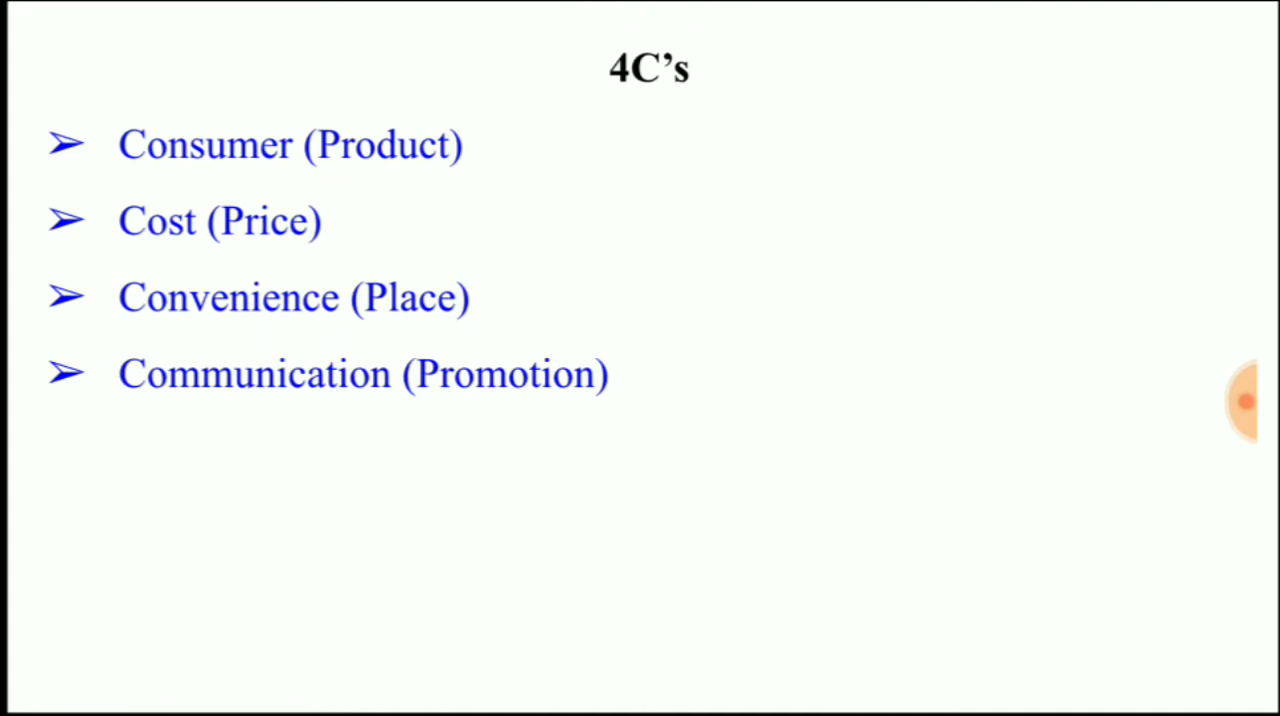 4C’s
➢ Consumer (Product)
➢ Cost (Price)
➢ Convenience (Place)
➢ Communication (Promotion)